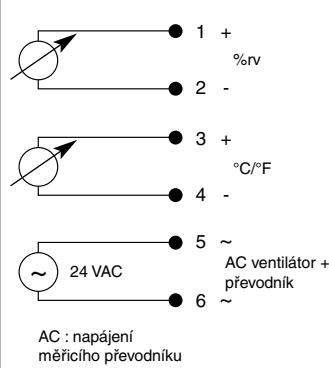 1 +
%rv
2 -
3 +
°C/°F
4 -
5 ~
~ 24 VAC
AC ventilátor +
převodník
6 ~
AC : napájení
měřicího převodníku